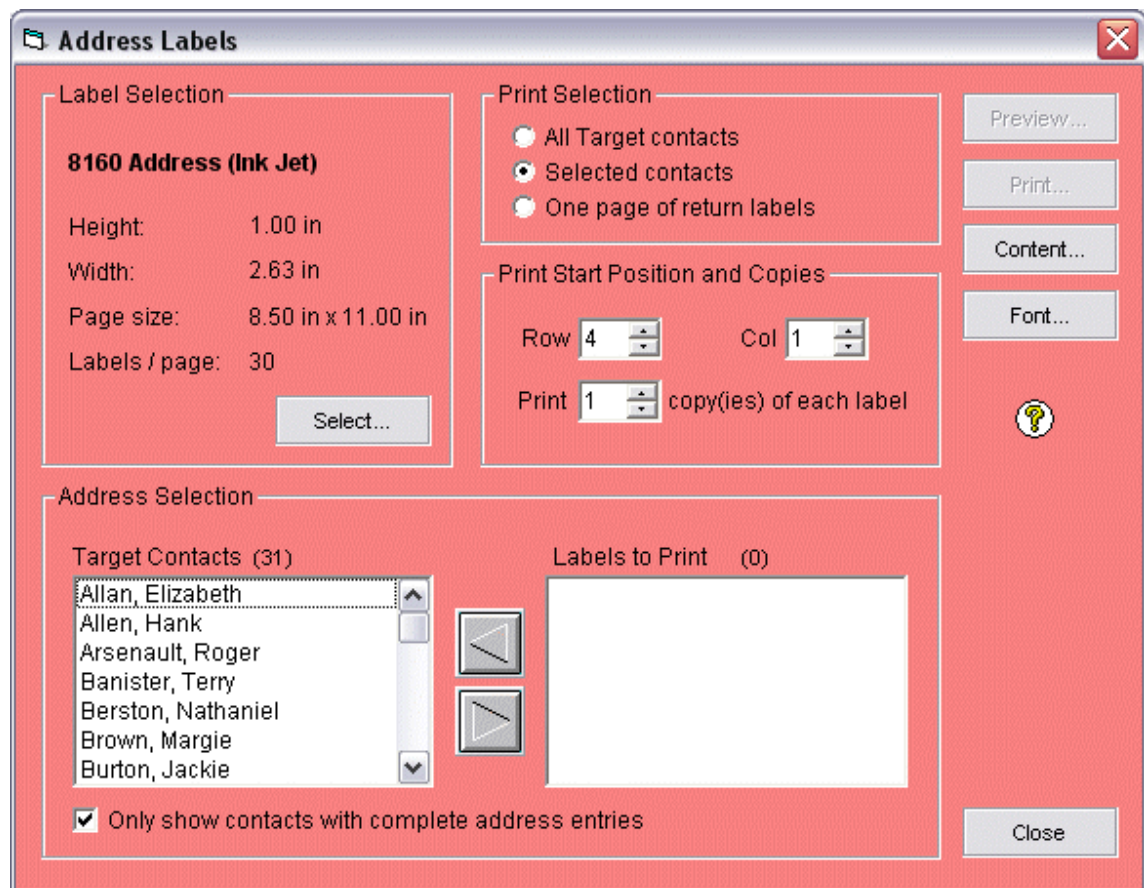 Address Labels
Label Selection
8160 Address (Ink Jet)
Height: 1.00 in
Width: 2.63 in
Page size: 8.50 in x 11.00 in
Labels / page: 30
Select...
Print Selection
All Target contacts
Selected contacts
One page of return labels
Print Start Position and Copies
Row 4 Col 1
Print 1 copy(ies) of each label
Preview...
Print...
Content...
Font...
?
Address Selection
Target Contacts (31)
Allan, Elizabeth
Allen, Hank
Arsenault, Roger
Banister, Terry
Berston, Nathaniel
Brown, Margie
Burton, Jackie
Labels to Print (0)
Only show contacts with complete address entries
Close